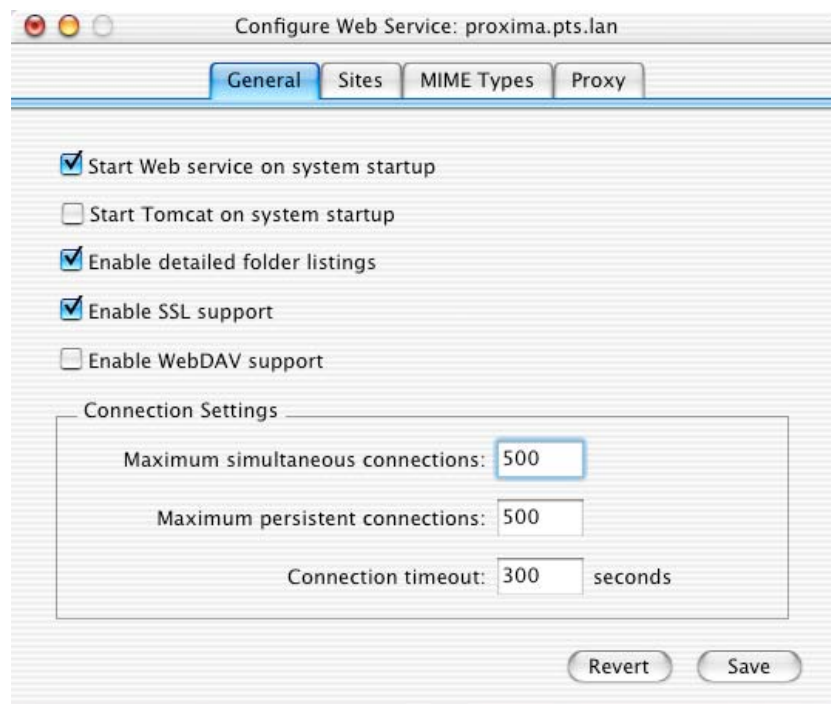 Configure Web Service: proxima.pts.lan
General Sites MIME Types Proxy
Start Web service on system startup
Start Tomcat on system startup
Enable detailed folder listings
Enable SSL support
Enable WebDAV support
Connection Settings
Maximum simultaneous connections: 500
Maximum persistent connections: 500
Connection timeout: 300 seconds
Revert Save